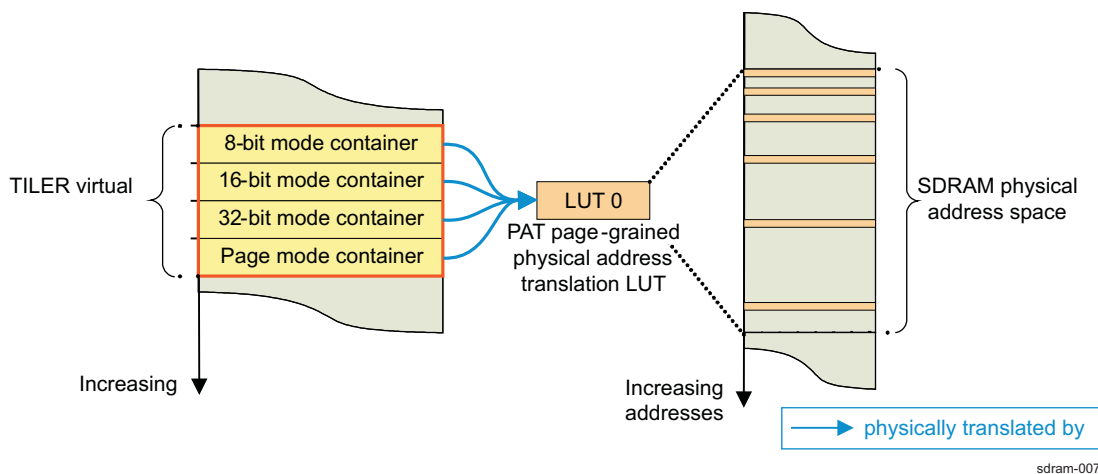 8-bit mode container
16-bit mode container
32-bit mode container
Page mode container
TILER virtual
Increasing
LUT 0
PAT page-grained
physical address
translation LUT
SDRAM physical
address space
Increasing
addresses
physically translated by
sdram-007